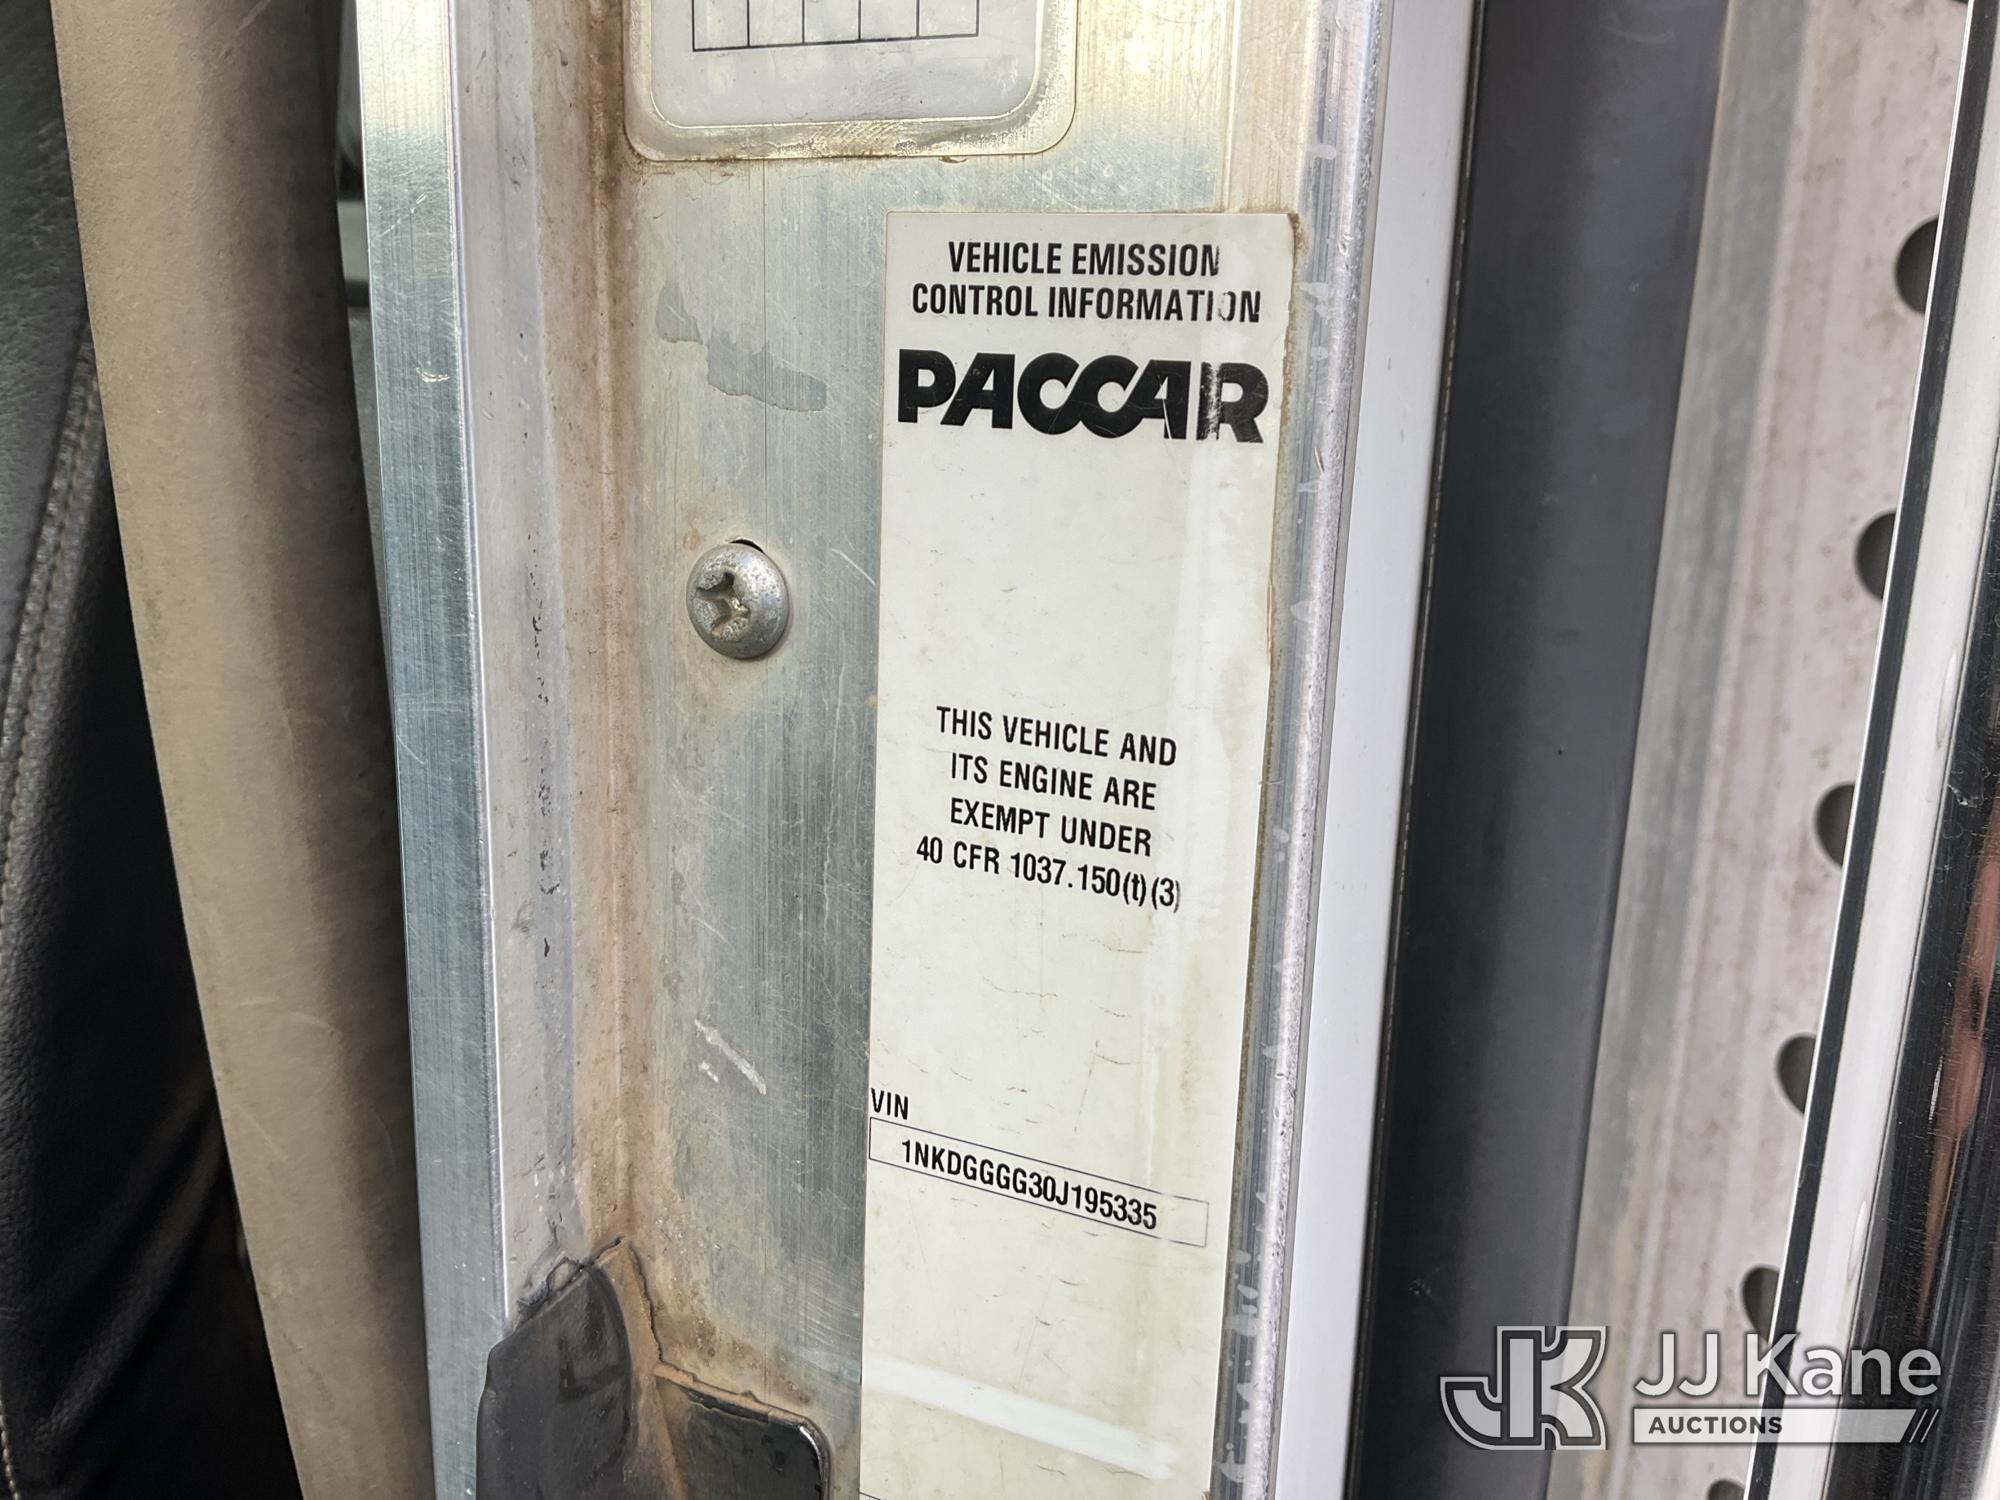 VEHICLE EMISSION
CONTROL INFORMATION
PACCAR
THIS VEHICLE AND
ITS ENGINE ARE
EXEMPT UNDER
40 CFR 1037.150(t)(3)
VIN
1NKDGGGG30J195335
JK JJ Kane
AUCTIONS